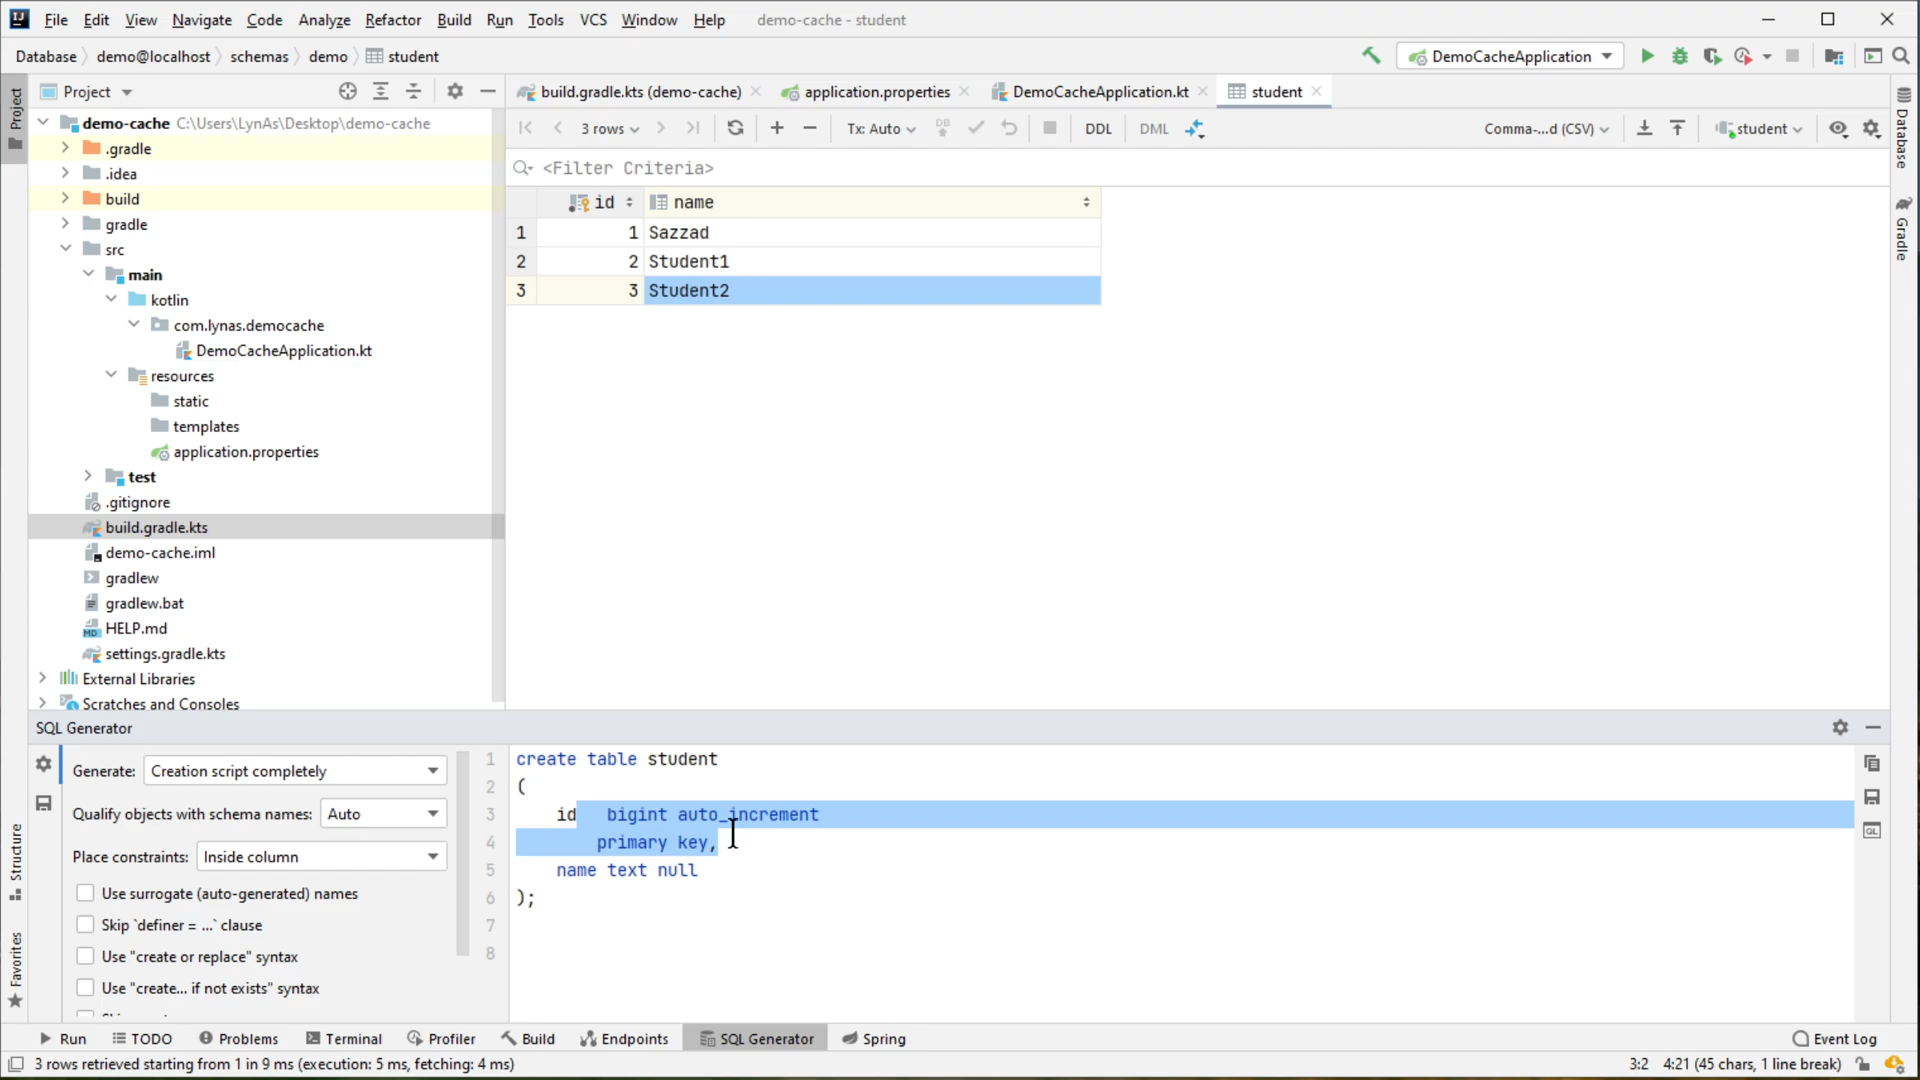 File Edit View Navigate Code Analyze Refactor Build Run Tools VCS Window Help demo-cache - student
Database demo@localhost schemas demo student DemoCacheApplication
Project build.gradle.kts (demo-cache) application.properties DemoCacheApplication.kt student
3 rows Tx: Auto DDL DML Comma-...d (CSV) student
<Filter Criteria>
id name
1 1 Sazzad
2 2 Student1
3 3 Student2
Project
demo-cache C:\Users\LynAs\Desktop\demo-cache
.gradle
.idea
build
gradle
src
main
kotlin
com.lynas.democache
DemoCacheApplication.kt
resources
static
templates
application.properties
test
.gitignore
build.gradle.kts
demo-cache.iml
gradlew
gradlew.bat
HELP.md
settings.gradle.kts
External Libraries
Scratches and Consoles
Database
Gradle
SQL Generator
Structure
Favorites
Generate: Creation script completely
Qualify objects with schema names: Auto
Place constraints: Inside column
Use surrogate (auto-generated) names
Skip `definer = ...` clause
Use "create or replace" syntax
Use "create... if not exists" syntax
1 create table student
2 (
3 id bigint auto_increment
4 primary key,
5 name text null
6 );
7
8
Run TODO Problems Terminal Profiler Build Endpoints SQL Generator Spring Event Log
3 rows retrieved starting from 1 in 9 ms (execution: 5 ms, fetching: 4 ms) 3:2 4:21 (45 chars, 1 line break)